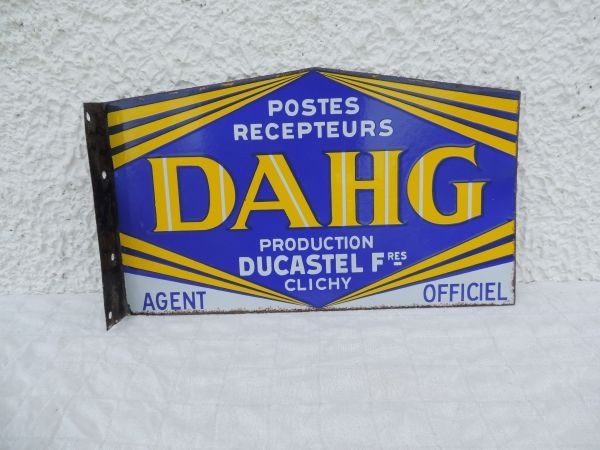 POSTES
RECEPTEURS
DAHG
PRODUCTION
DUCASTEL FRES
CLICHY
AGENT OFFICIEL